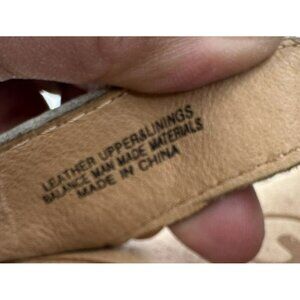 LEATHER UPPER&LININGS
BALANCE MAN MADE MATERIALS
MADE IN CHINA